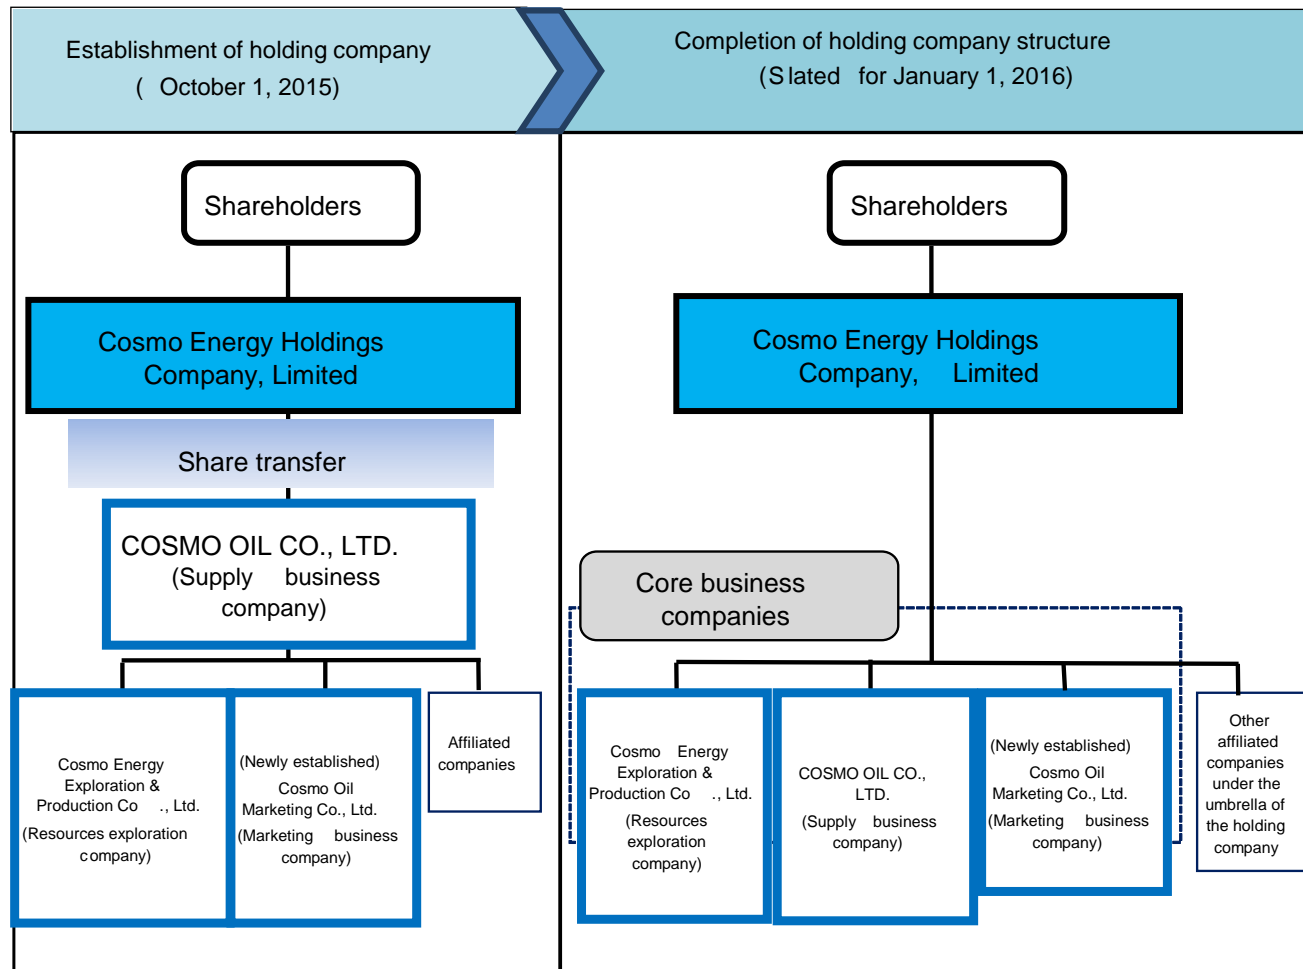 Establishment of holding company
( October 1, 2015)
Completion of holding company structure
(Slated for January 1, 2016)
Shareholders
Cosmo Energy Holdings
Company, Limited
Share transfer
COSMO OIL CO., LTD.
(Supply business
company)
Cosmo Energy
Exploration &
Production Co ., Ltd.
(Resources exploration
company)
(Newly established)
Cosmo Oil
Marketing Co., Ltd.
(Marketing business
company)
Affiliated
companies
Shareholders
Cosmo Energy Holdings
Company, Limited
Core business
companies
Cosmo Energy
Exploration &
Production Co ., Ltd.
(Resources
exploration
company)
COSMO OIL CO.,
LTD.
(Supply business
company)
(Newly established)
Cosmo Oil
Marketing Co., Ltd.
(Marketing business
company)
Other
affiliated
companies
under the
umbrella of
the holding
company